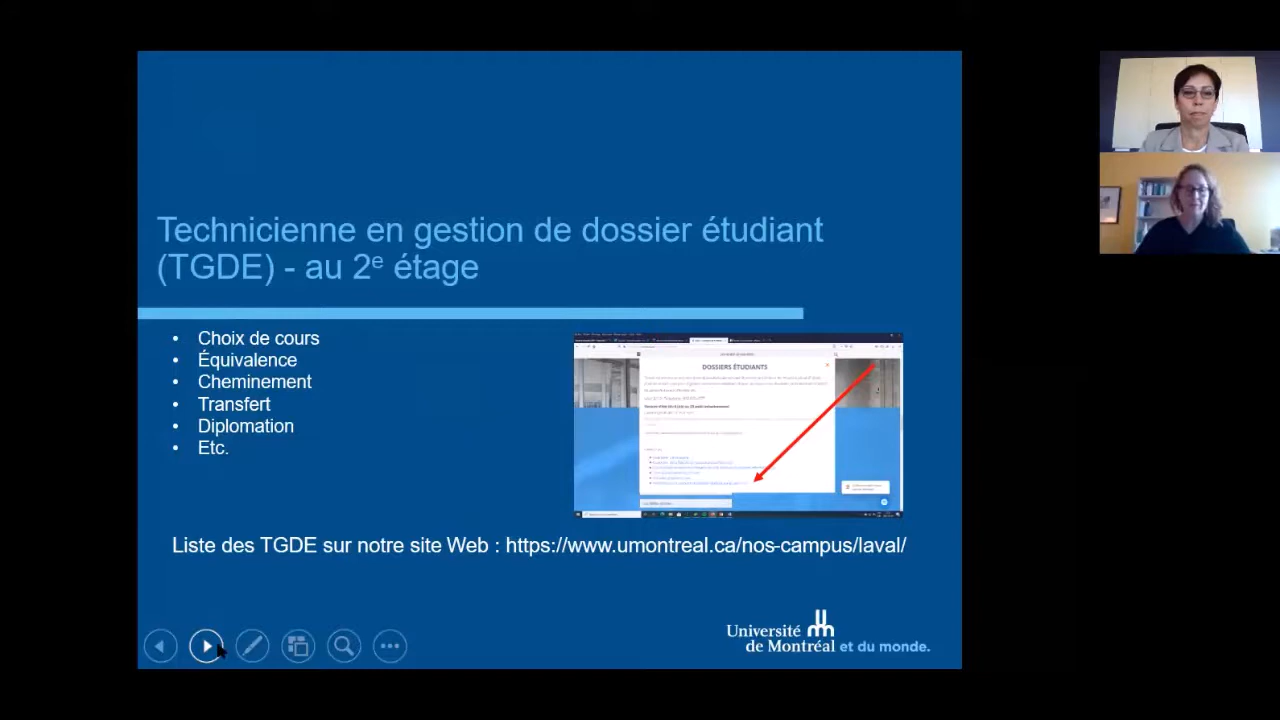 Technicienne en gestion de dossier étudiant
(TGDE) - au 2e étage
• Choix de cours
• Équivalence
• Cheminement
• Transfert
• Diplomation
• Etc.
DOSSIERS ÉTUDIANTS
Liste des TGDE sur notre site Web : https://www.umontreal.ca/nos-campus/laval/
Université
de Montréal et du monde.